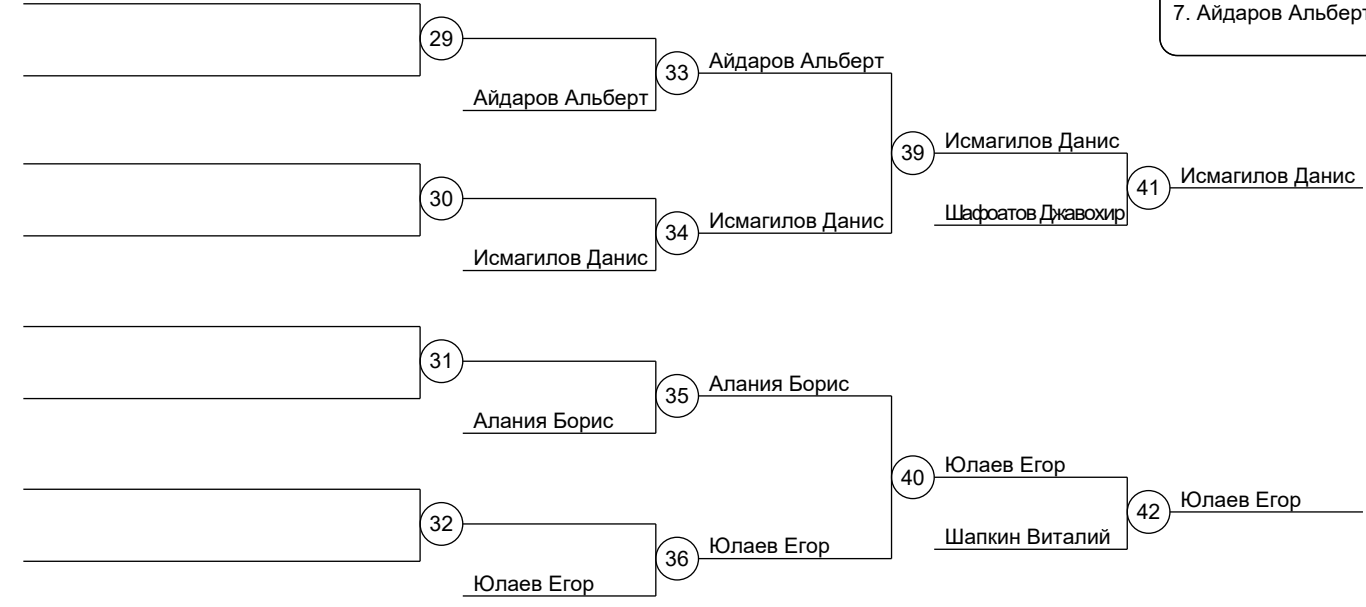 7. Айдаров Альберт
29
33
Айдаров Альберт
Айдаров Альберт
39
Исмагилов Данис
41
Исмагилов Данис
30
34
Исмагилов Данис
Шафоатов Джавохир
Исмагилов Данис
31
35
Алания Борис
Алания Борис
40
Юлаев Егор
42
Юлаев Егор
32
36
Юлаев Егор
Шапкин Виталий
Юлаев Егор